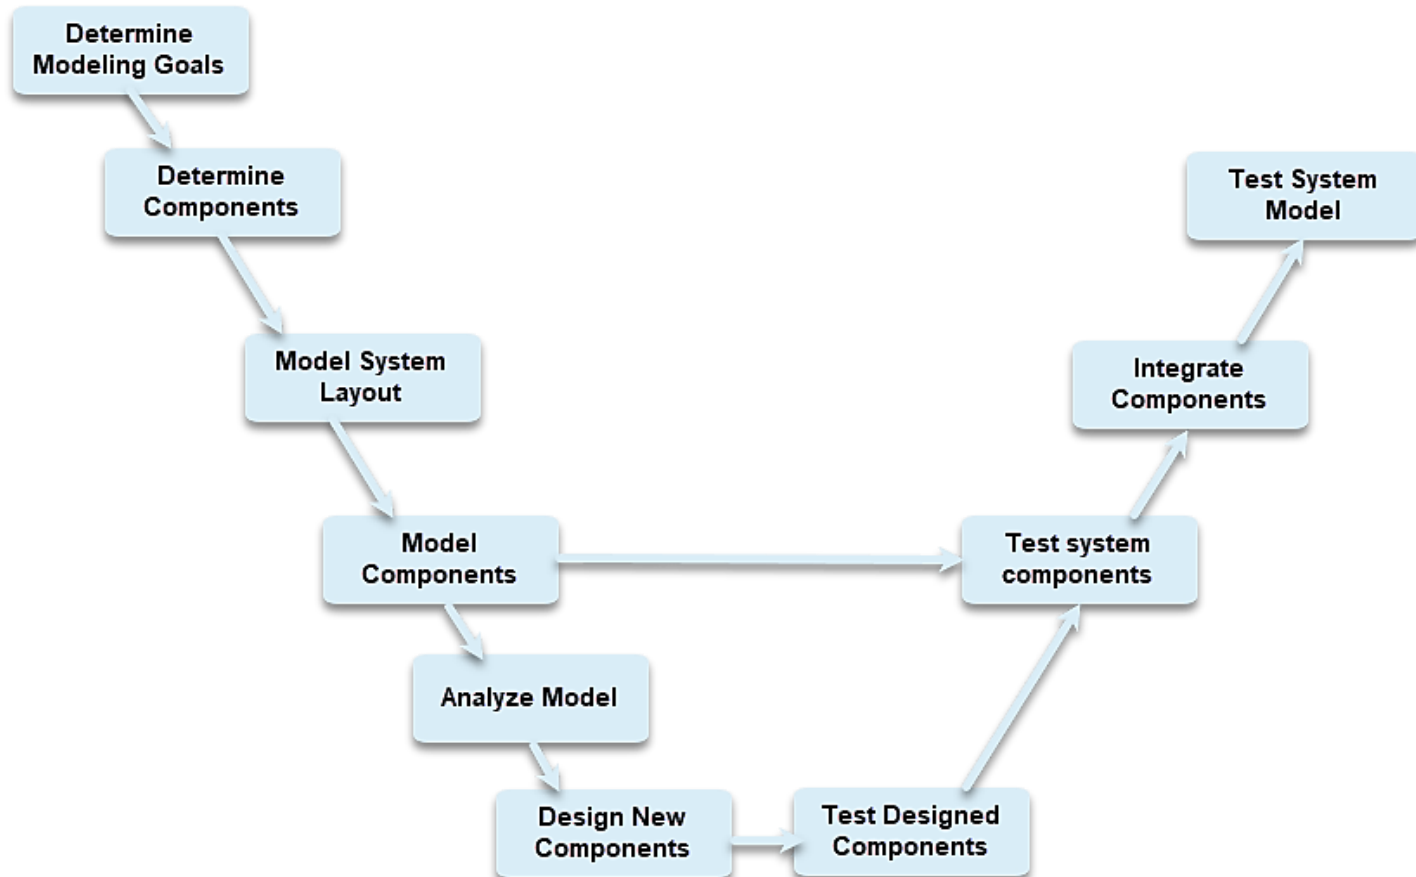 Determine
Modeling Goals
Determine
Components
Model System
Layout
Model
Components
Analyze Model
Design New
Components
Test Designed
Components
Test system
components
Integrate
Components
Test System
Model